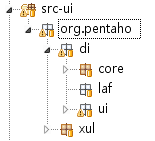 src-ui
org.pentaho
di
core
laf
ui
xul